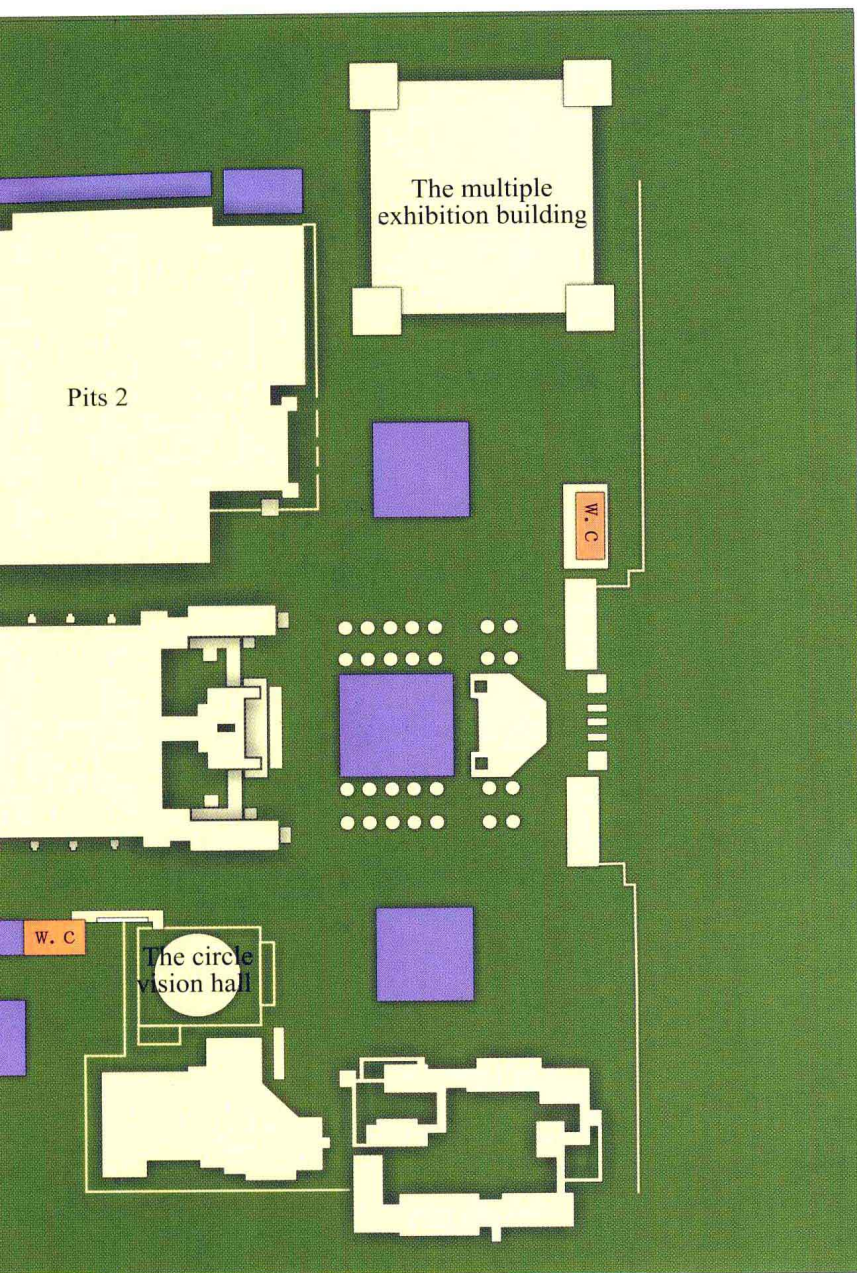 The multiple
exhibition building
Pits 2
W. C
W. C
The circle
vision hall